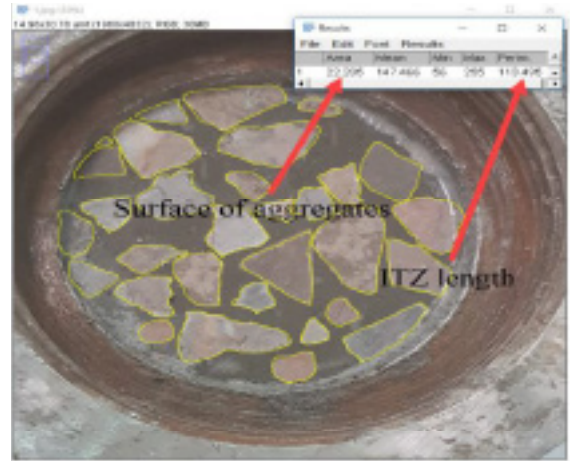 Results
File Edit Font Results
Area Mean Min Max Perim.
1 22.295 147.466 56 255 113.495
Surface of aggregates
ITZ length